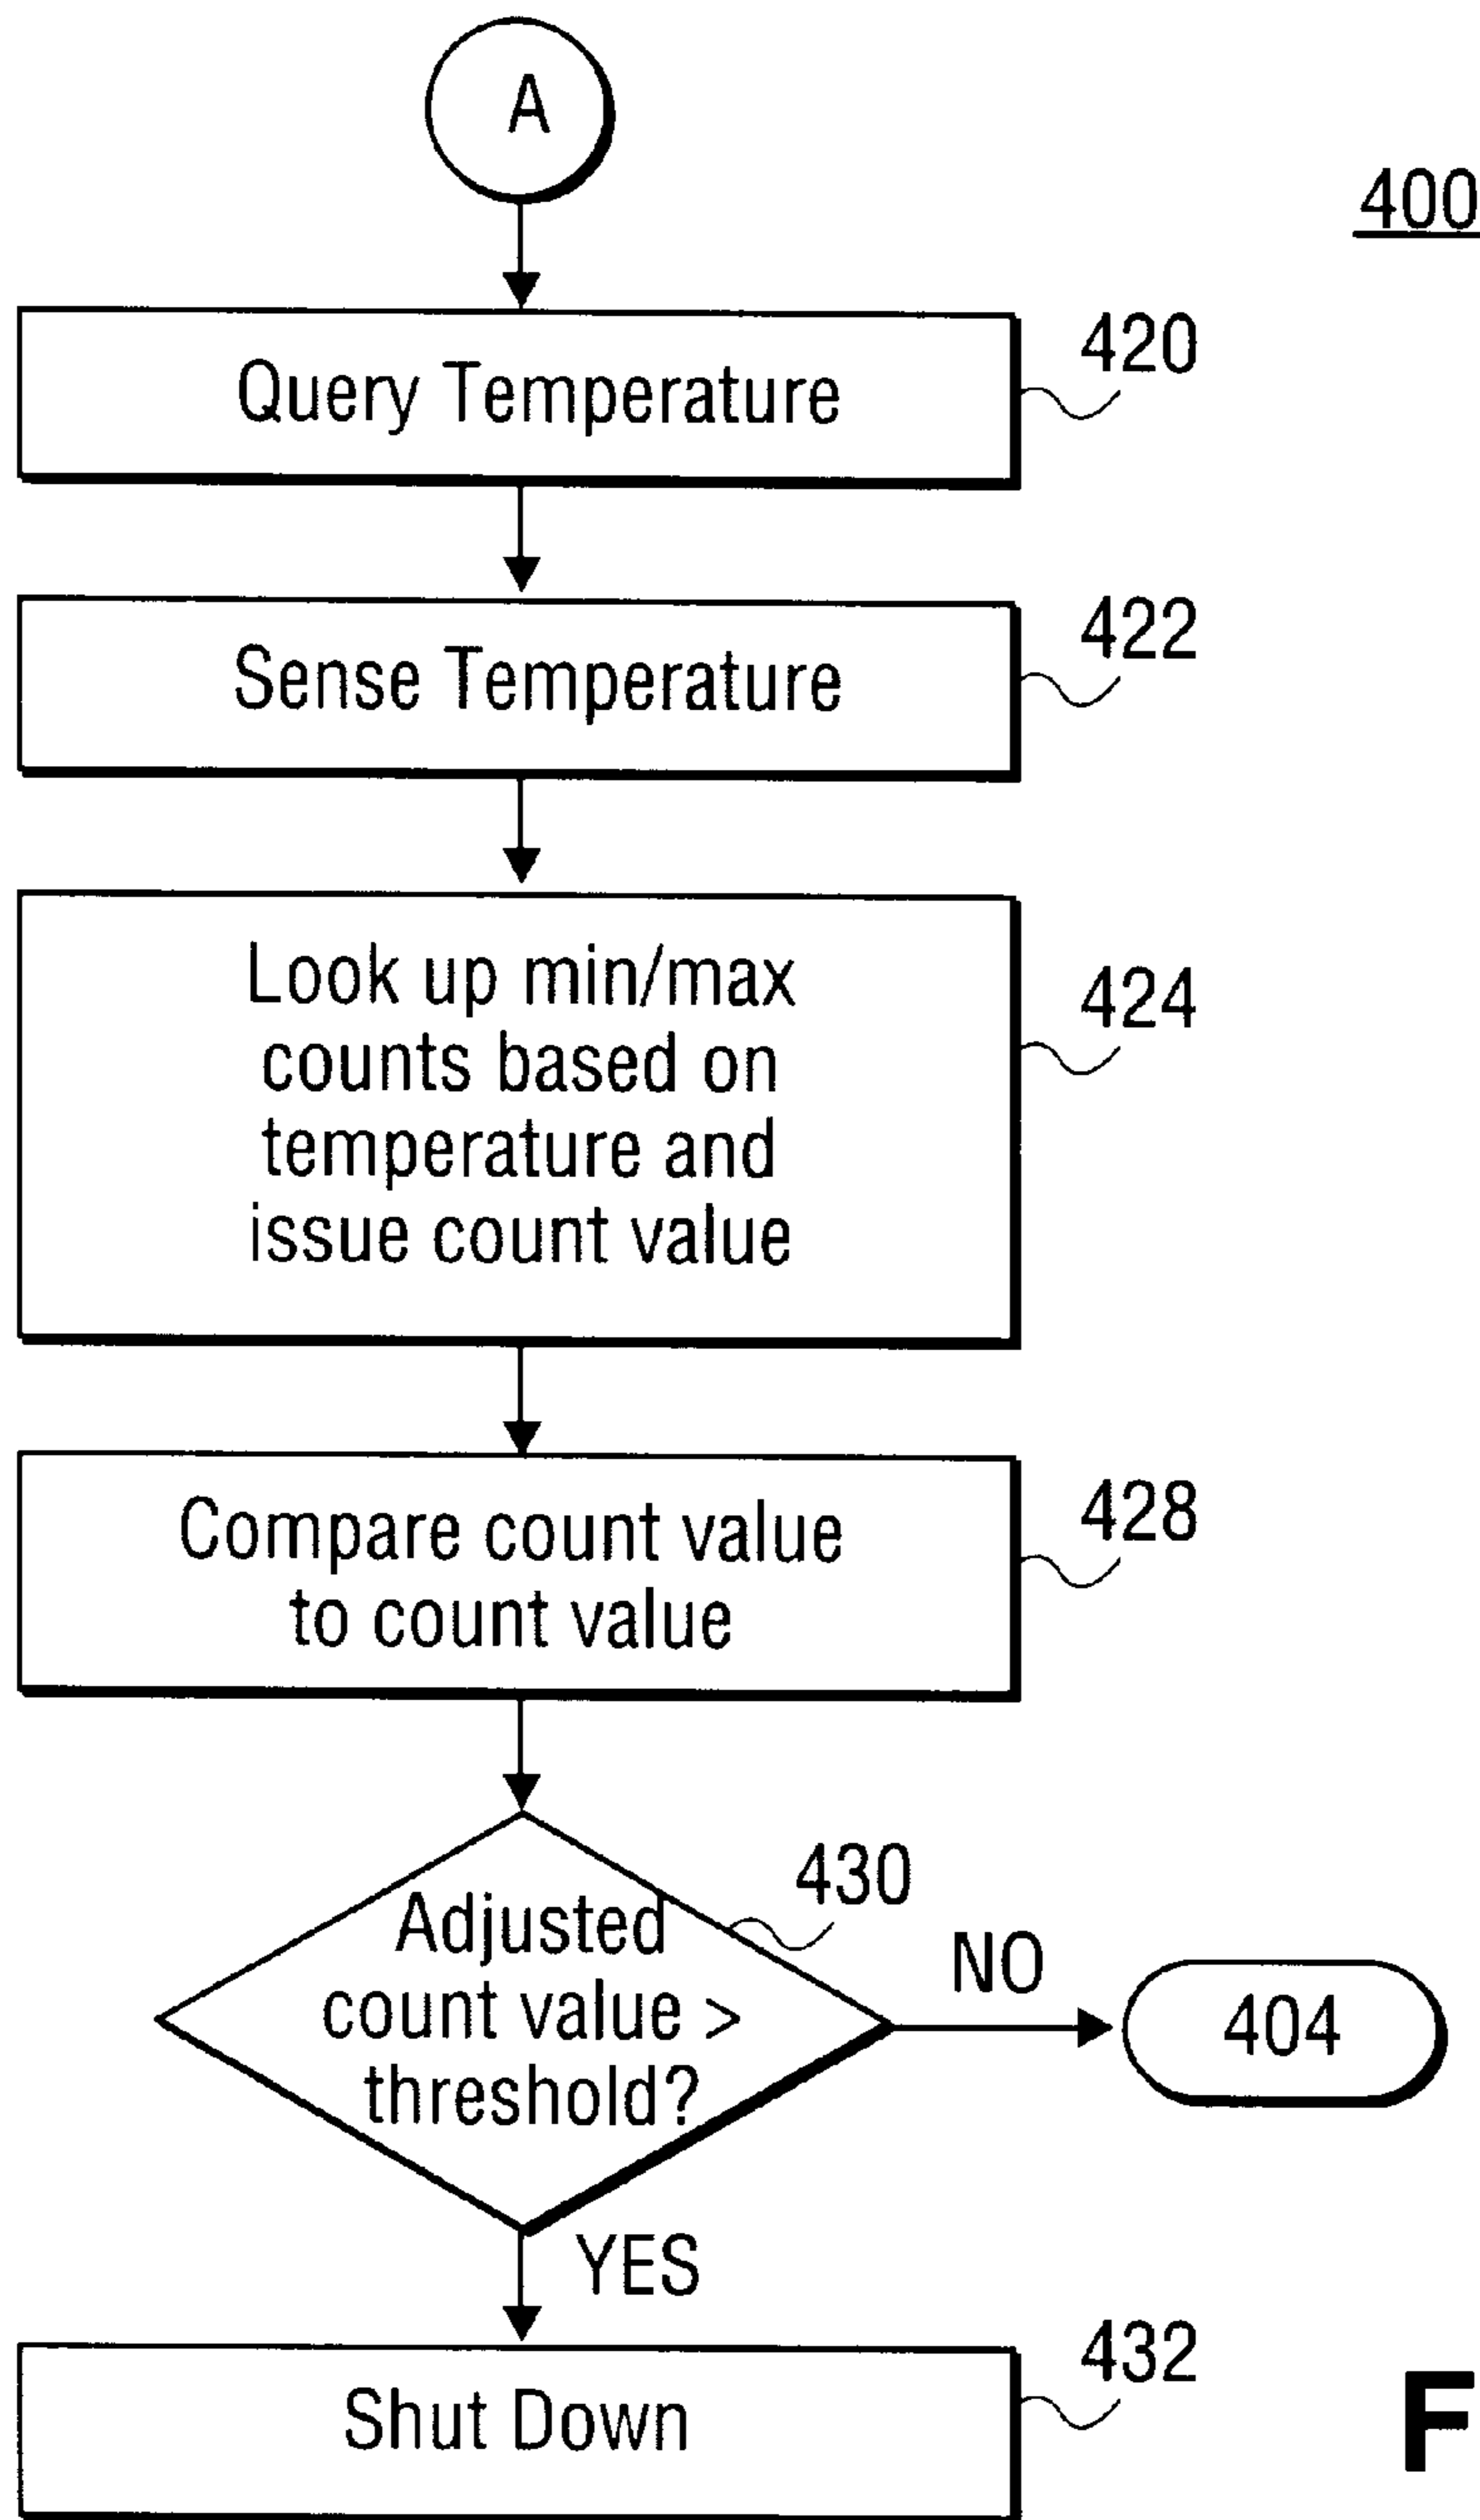 A
400
Query Temperature
420
Sense Temperature
422
Look up min/max
counts based on
temperature and
issue count value
424
Compare count value
to count value
428
Adjusted
count value >
threshold?
430
NO
404
YES
Shut Down
432
F